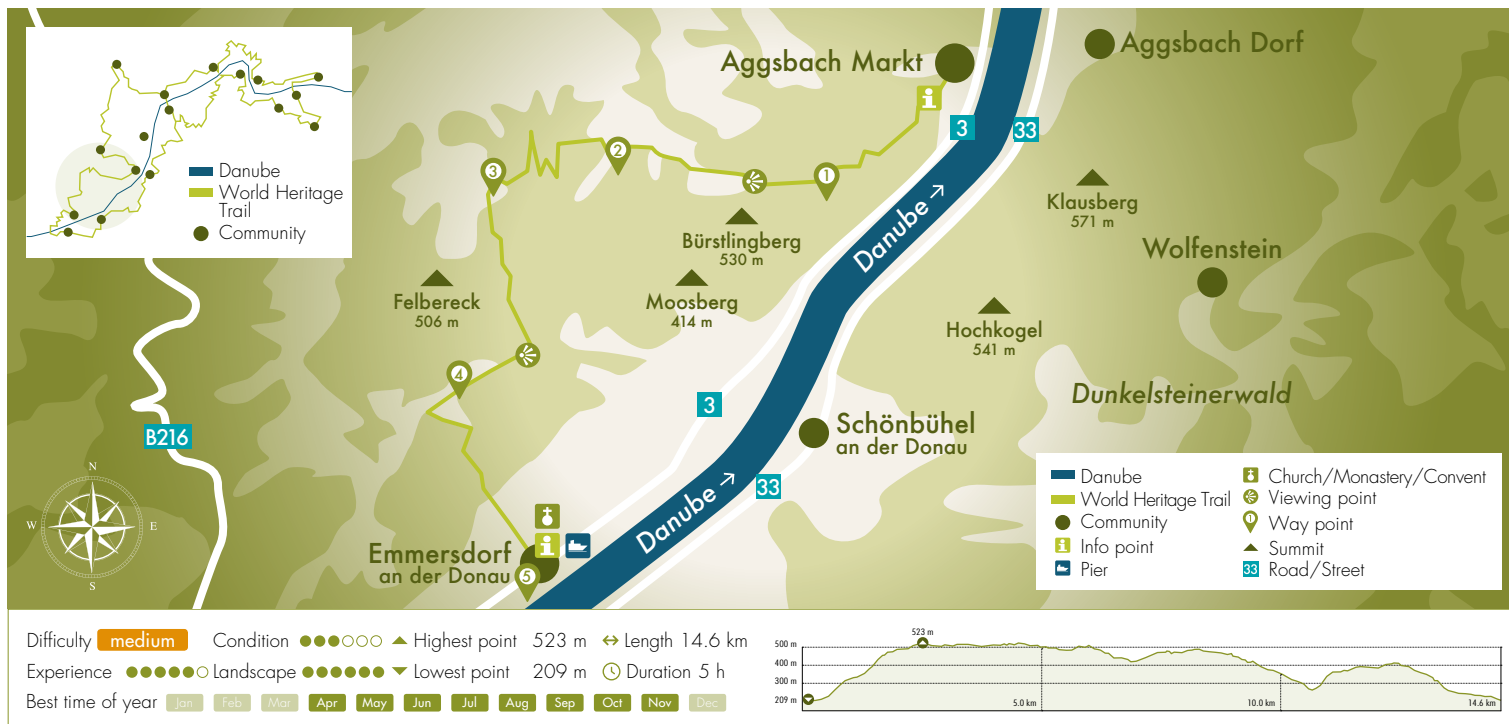 Danube
World Heritage
Trail
Community
Aggsbach Markt
Aggsbach Dorf
3
33
1
2
3
Klausberg
571 m
Bürstlingberg
530 m
Wolfenstein
Danube →
Felbereck
506 m
Moosberg
414 m
Hochkogel
541 m
4
3
Dunkelsteinerwald
B216
Schönbühel
an der Donau
33
Danube →
N
W
E
S
Emmersdorf
an der Donau
5
Danube
World Heritage Trail
Community
Info point
Pier
Church/Monastery/Convent
Viewing point
1 Way point
Summit
33 Road/Street
Difficulty medium Condition Highest point 523 m Length 14.6 km
Experience Landscape Lowest point 209 m Duration 5 h
Best time of year Jan Feb Mar Apr May Jun Jul Aug Sep Oct Nov Dec
523 m
500 m
400 m
300 m
209 m
5.0 km
10.0 km
14.6 km